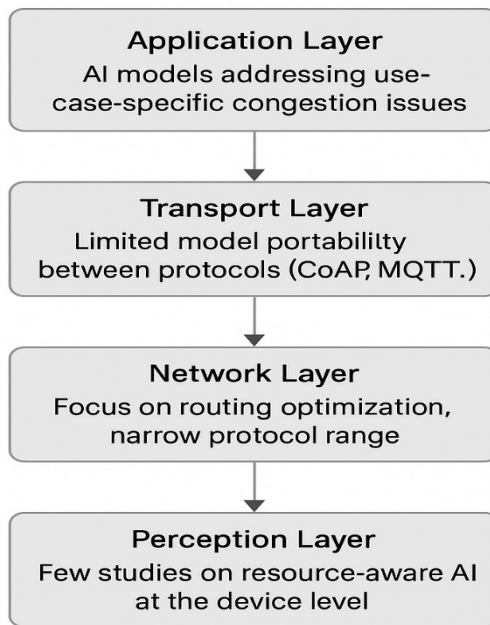 Application Layer
AI models addressing use-
case-specific congestion issues
Transport Layer
Limited model portabililty
between protocols (CoAP, MQTT.)
Network Layer
Focus on routing optimization,
narrow protocol range
Perception Layer
Few studies on resource-aware AI
at the device level